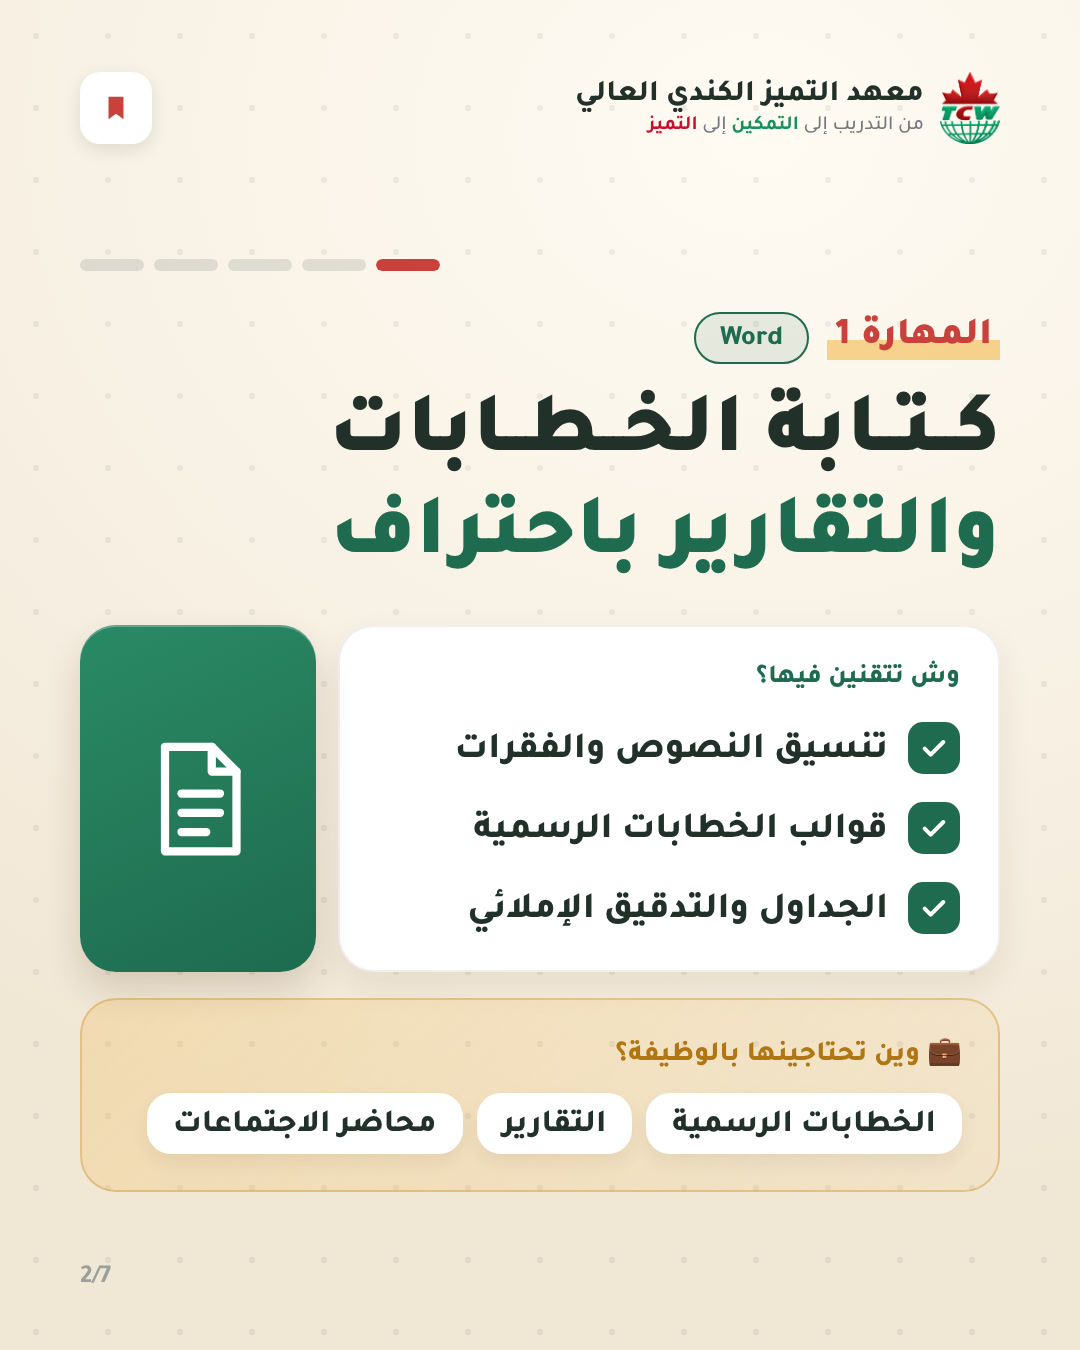 معهد التميز الكندي العالي
من التدريب إلى التمكين إلى التميز
TCW
المهارة 1
Word
كـتـابة الخـطـابات
والتقارير باحتراف
وش تتقنين فيها؟
تنسيق النصوص والفقرات
قوالب الخطابات الرسمية
الجداول والتدقيق الإملائي
وين تحتاجينها بالوظيفة؟
الخطابات الرسمية
التقارير
محاضر الاجتماعات
2/7